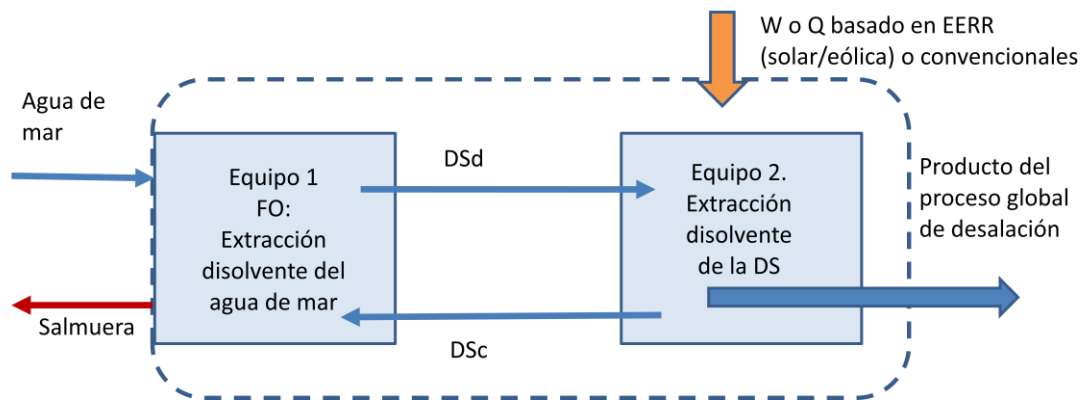 W o Q basado en EERR
(solar/eólica) o convencionales
Agua de
mar
Equipo 1
FO:
Extracción
disolvente del
agua de mar
DSd
Equipo 2.
Extracción
disolvente
de la DS
Producto del
proceso global
de desalación
Salmuera
DSc